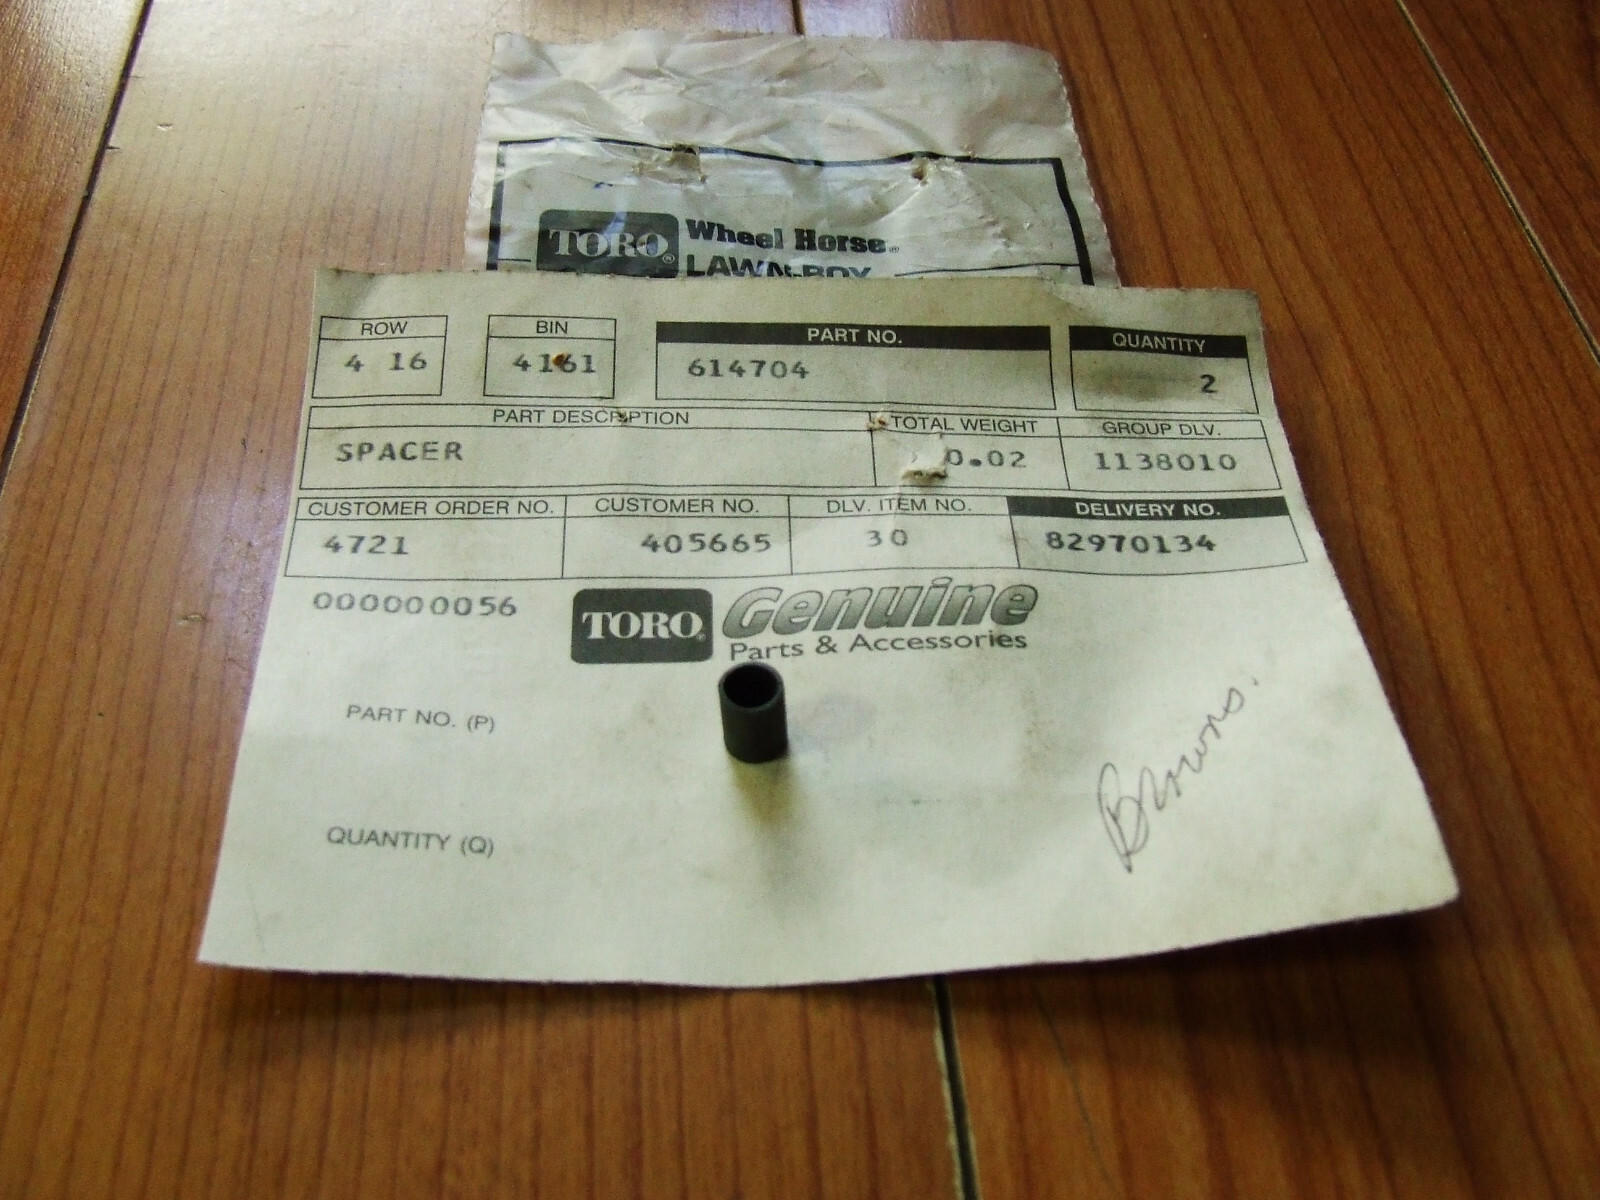 TORO® Wheel Horse®
LAWN-BOY
ROW BIN PART NO. QUANTITY
4 16 4161 614704 2
PART DESCRIPTION TOTAL WEIGHT GROUP DLV.
SPACER 0.02 1138010
CUSTOMER ORDER NO. CUSTOMER NO. DLV. ITEM NO. DELIVERY NO.
4721 405665 30 82970134
000000056 TORO® Genuine
Parts & Accessories
PART NO. (P)
Browns.
QUANTITY (Q)